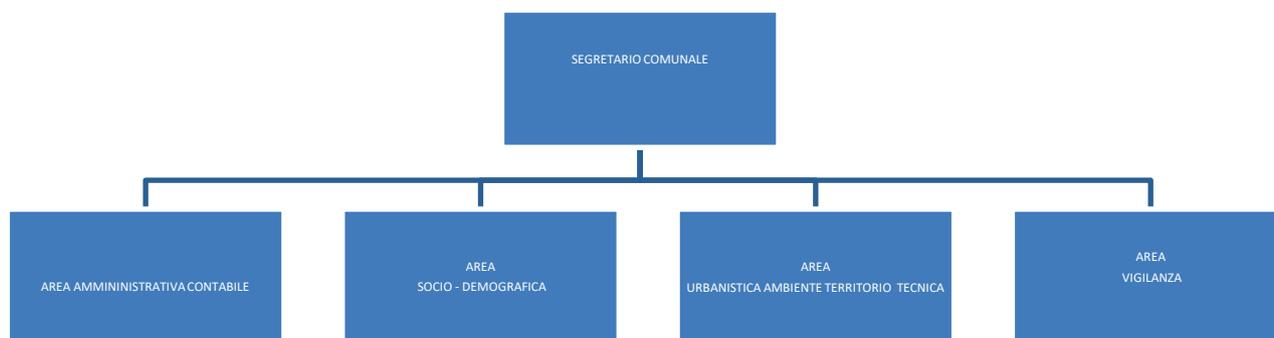 SEGRETARIO COMUNALE
AREA AMMININISTRATIVA CONTABILE
AREA
SOCIO - DEMOGRAFICA
AREA
URBANISTICA AMBIENTE TERRITORIO TECNICA
AREA
VIGILANZA